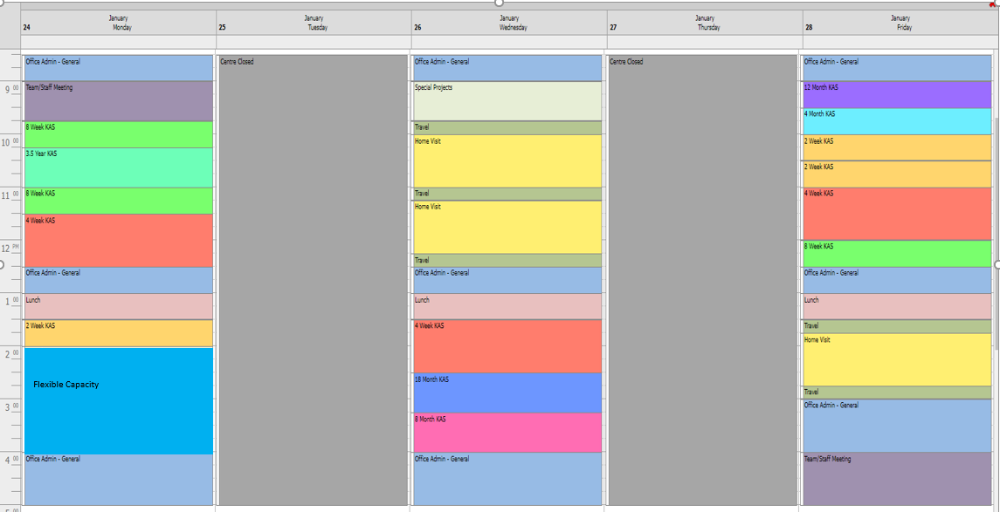 January
24 Monday
January
25 Tuesday
January
26 Wednesday
January
27 Thursday
January
28 Friday
9 00
10 00
11 00
12 PM
1 00
2 00
3 00
4 00
Office Admin - General
Team/Staff Meeting
8 Week KAS
3.5 Year KAS
8 Week KAS
4 Week KAS
Office Admin - General
Lunch
2 Week KAS
Flexible Capacity
Office Admin - General
Centre Closed
Office Admin - General
Special Projects
Travel
Home Visit
Travel
Home Visit
Travel
Office Admin - General
Lunch
4 Week KAS
18 Month KAS
8 Month KAS
Office Admin - General
Centre Closed
Office Admin - General
12 Month KAS
4 Month KAS
2 Week KAS
2 Week KAS
4 Week KAS
8 Week KAS
Office Admin - General
Lunch
Travel
Home Visit
Travel
Office Admin - General
Team/Staff Meeting